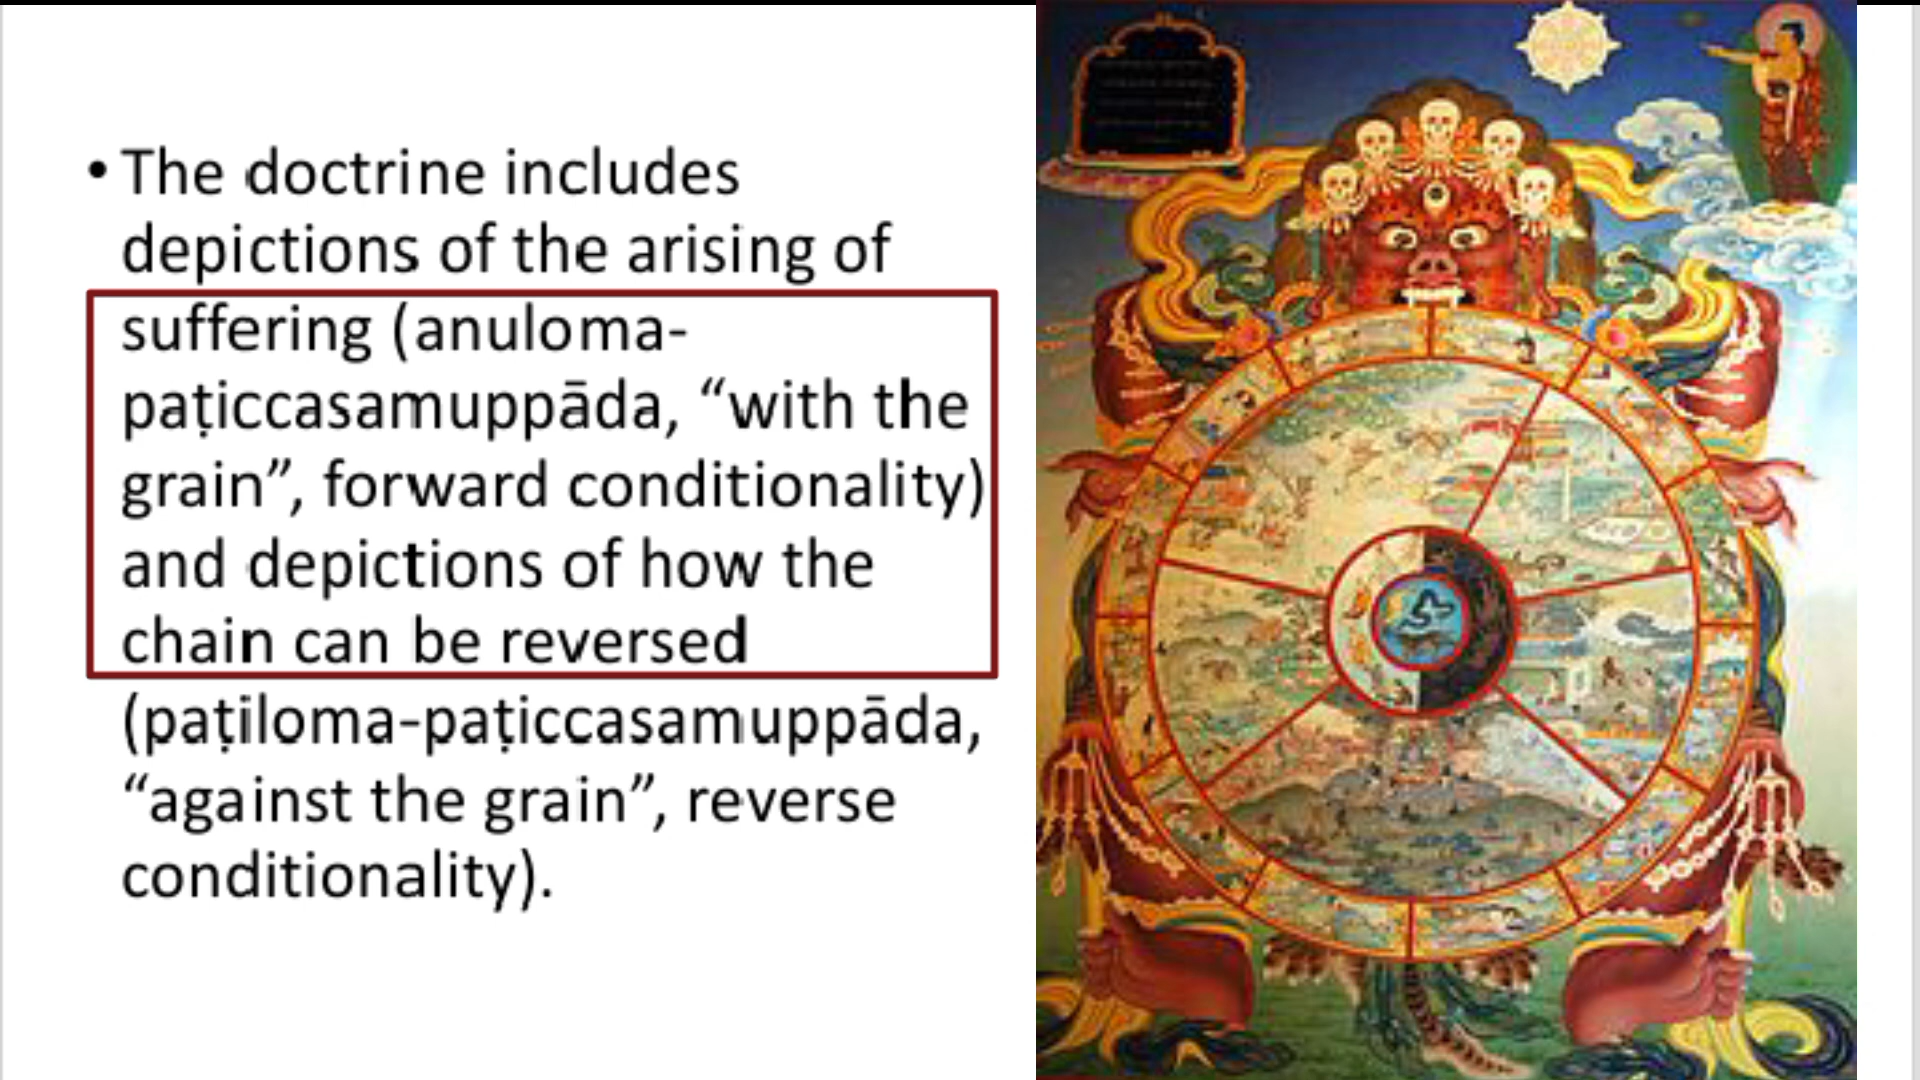 • The doctrine includes
depictions of the arising of
suffering (anuloma-
paṭiccasamuppāda, “with the
grain”, forward conditionality)
and depictions of how the
chain can be reversed
(paṭiloma-paṭiccasamuppāda,
“against the grain”, reverse
conditionality).